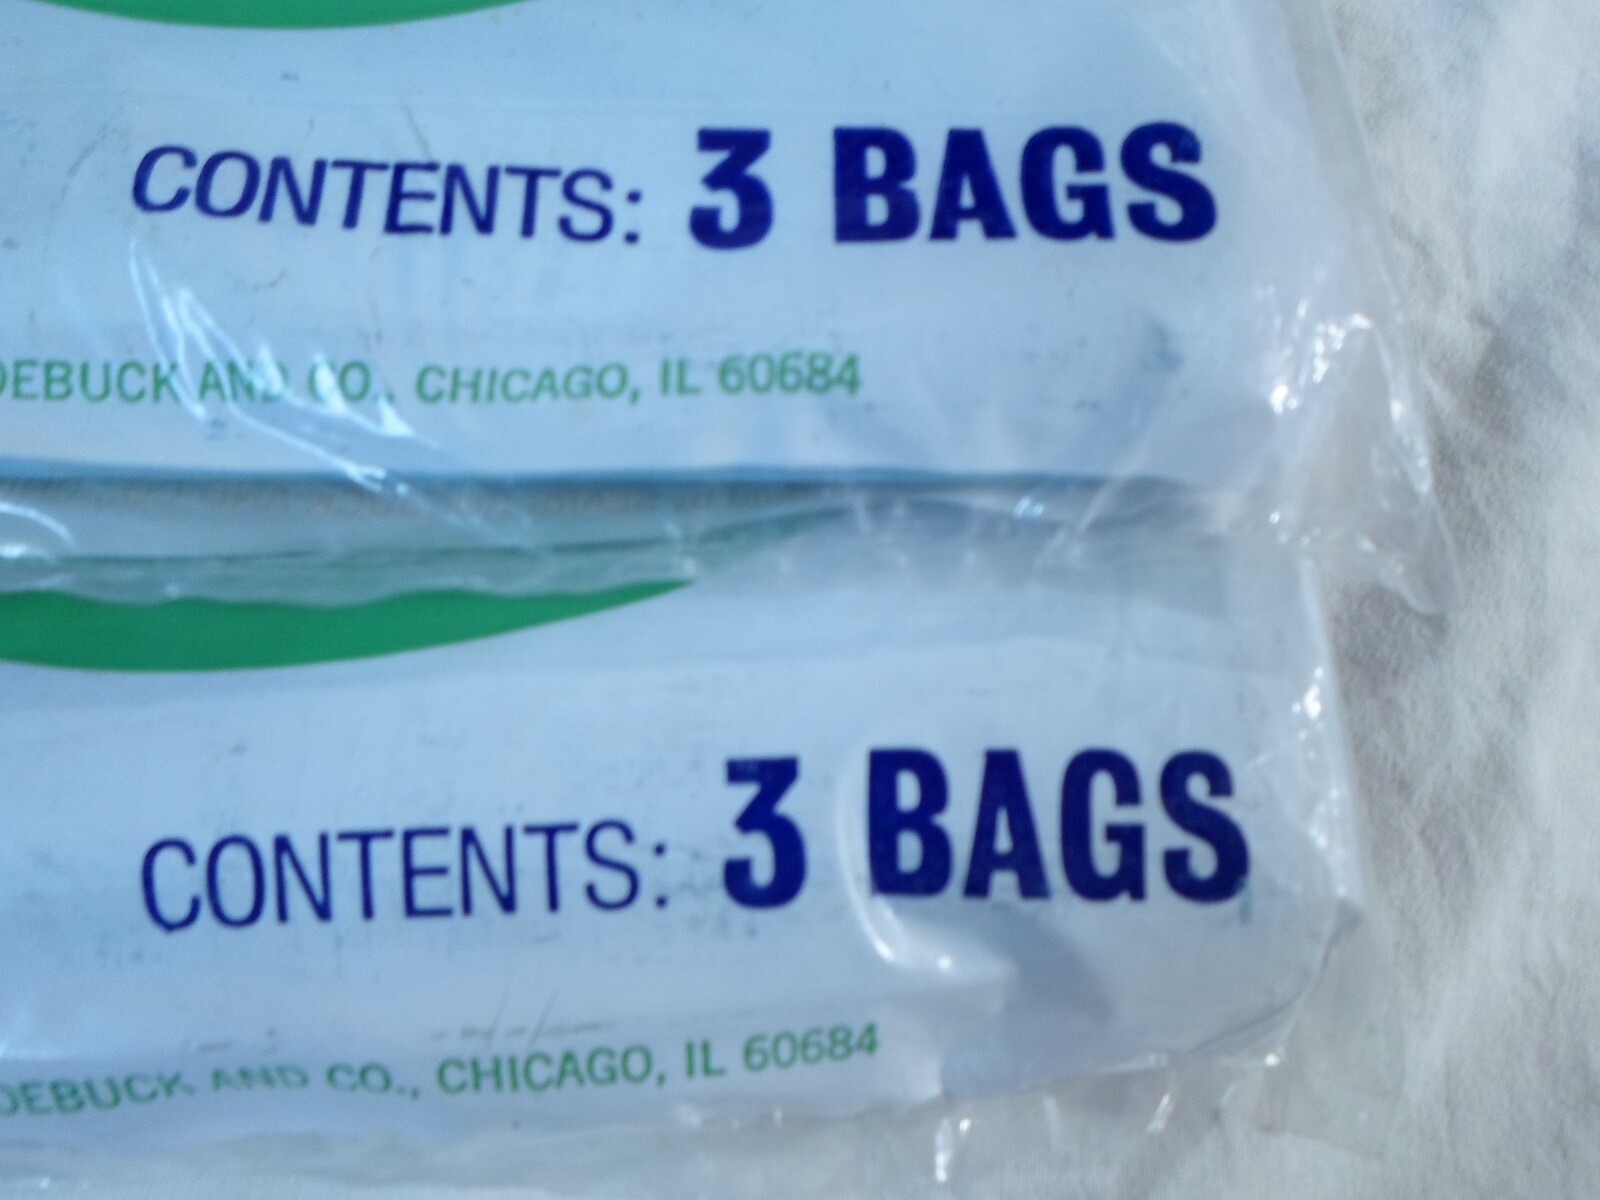 CONTENTS: 3 BAGS
OEBUCK AND CO., CHICAGO, IL 60684
CONTENTS: 3 BAGS
OEBUCK AND CO., CHICAGO, IL 60684